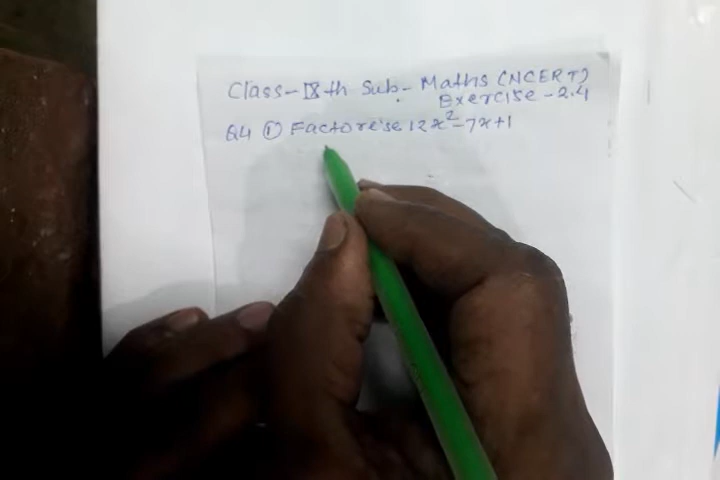 Class-IXth Sub- Maths (NCERT)
Exercise-2.4
Q4 ① Factorise 12x²-7x+1